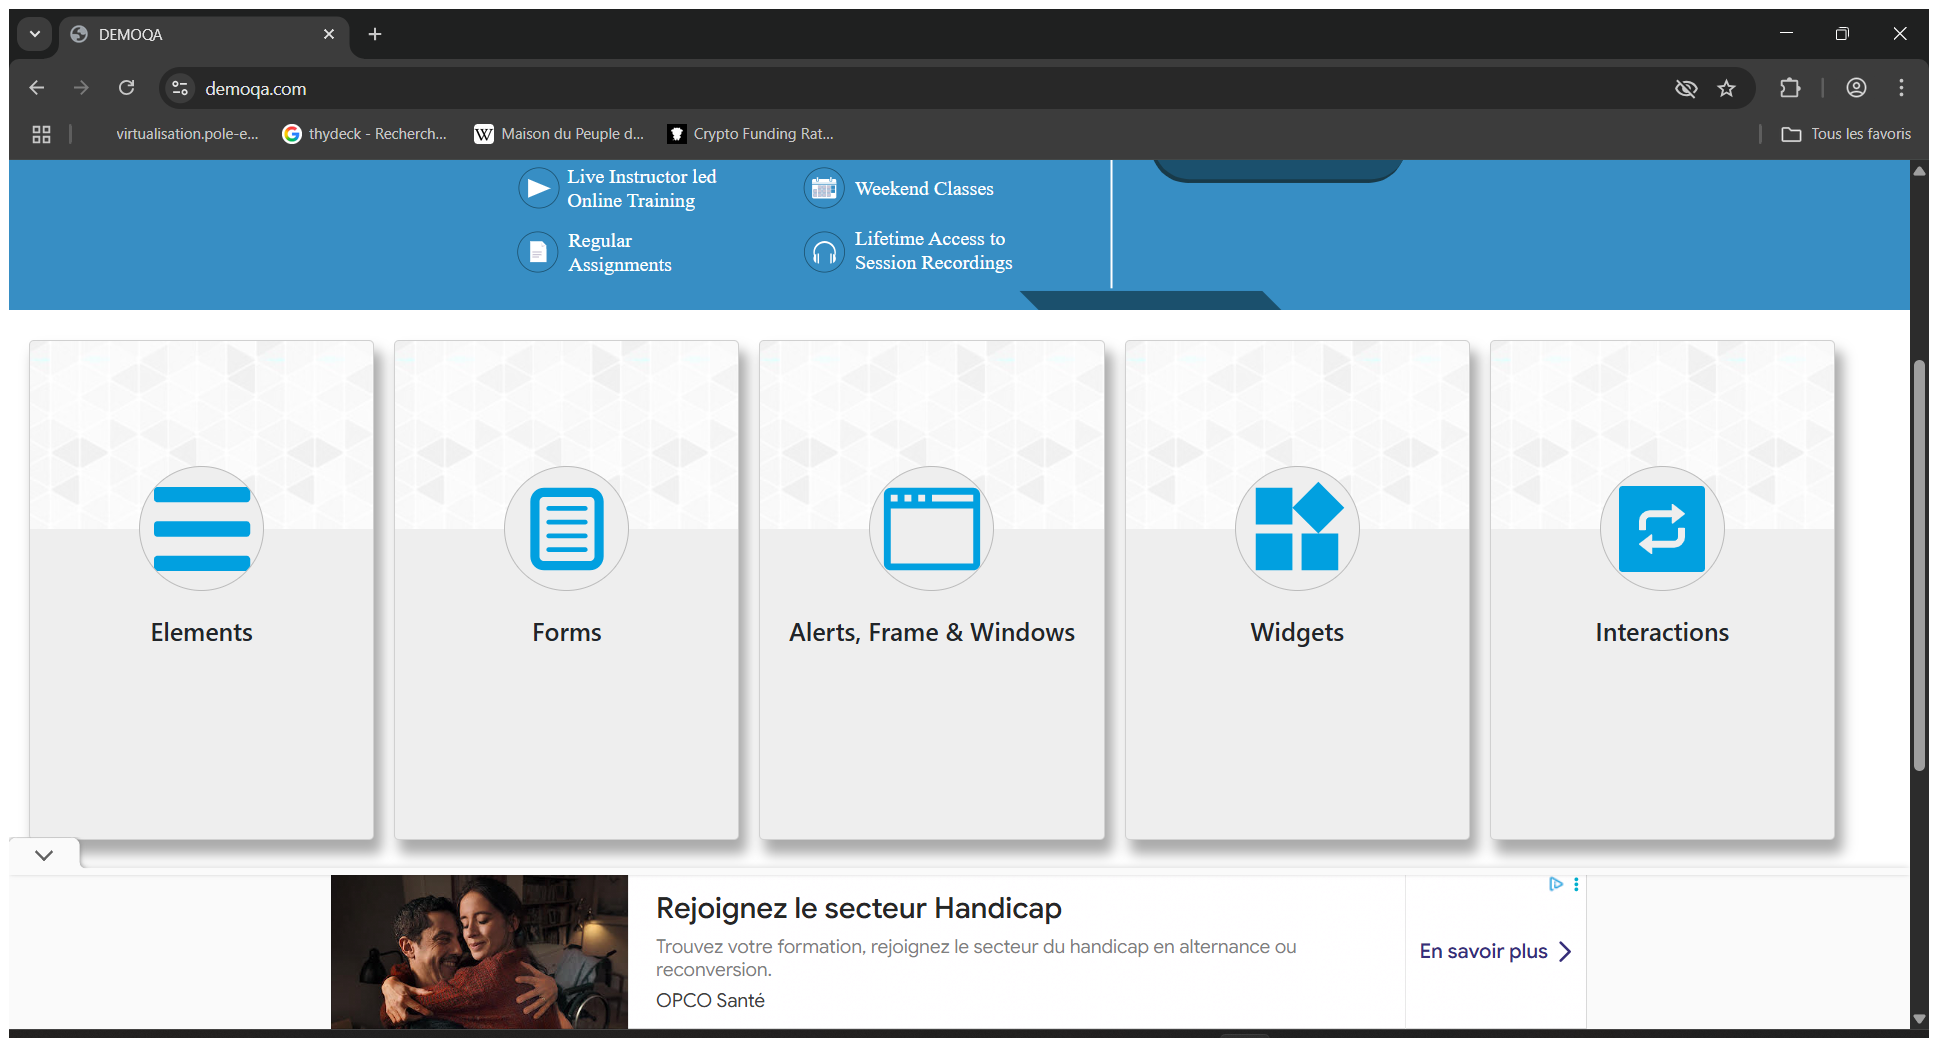 DEMOQA
demoqa.com
virtualisation.pole-e...
thydeck - Recherch...
Maison du Peuple d...
Crypto Funding Rat...
Tous les favoris
Live Instructor led
Online Training
Weekend Classes
Regular
Assignments
Lifetime Access to
Session Recordings
Elements
Forms
Alerts, Frame & Windows
Widgets
Interactions
Rejoignez le secteur Handicap
Trouvez votre formation, rejoignez le secteur du handicap en alternance ou
reconversion.
OPCO Santé
En savoir plus